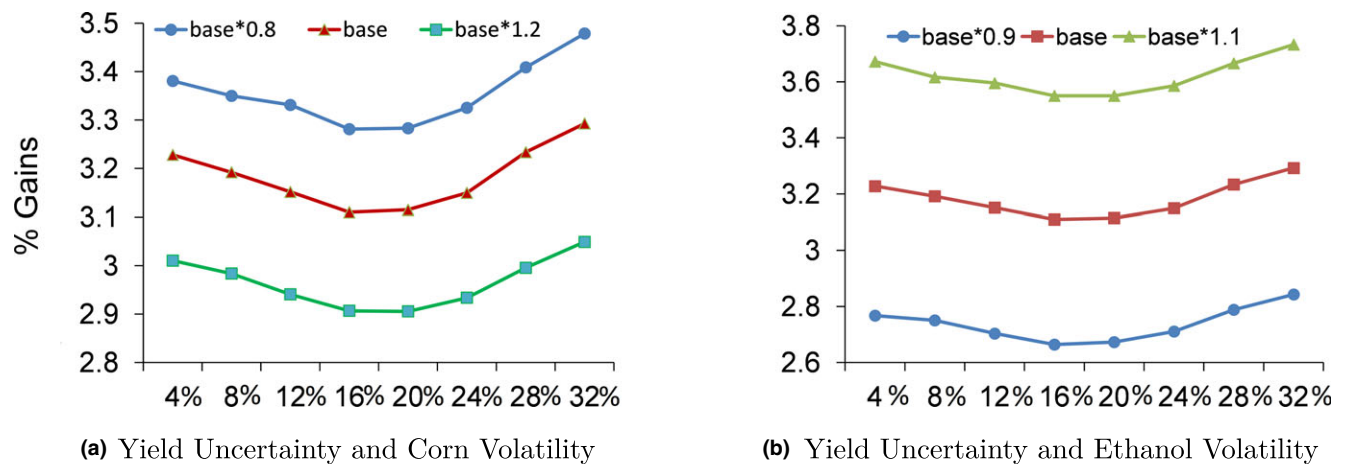 % Gains
base*0.8 base base*1.2
3.5
3.4
3.3
3.2
3.1
3
2.9
2.8
4% 8% 12% 16% 20% 24% 28% 32%
(a) Yield Uncertainty and Corn Volatility
base*0.9 base base*1.1
3.8
3.6
3.4
3.2
3
2.8
2.6
4% 8% 12% 16% 20% 24% 28% 32%
(b) Yield Uncertainty and Ethanol Volatility